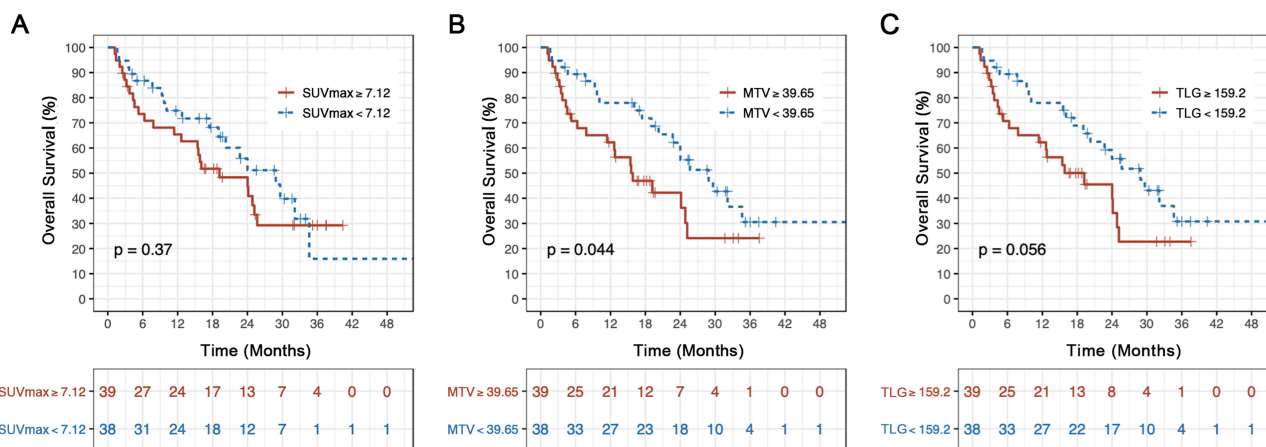 A
Overall Survival (%)
100
90
80
70
60
50
40
30
20
10
0
SUVmax ≥ 7.12
SUVmax < 7.12
p = 0.37
0 6 12 18 24 30 36 42 48
Time (Months)
SUVmax ≥ 7.12 39 27 24 17 13 7 4 0 0
SUVmax < 7.12 38 31 24 18 12 7 1 1 1
B
Overall Survival (%)
100
90
80
70
60
50
40
30
20
10
0
MTV ≥ 39.65
MTV < 39.65
p = 0.044
0 6 12 18 24 30 36 42 48
Time (Months)
MTV ≥ 39.65 39 25 21 12 7 4 1 0 0
MTV < 39.65 38 33 27 23 18 10 4 1 1
C
Overall Survival (%)
100
90
80
70
60
50
40
30
20
10
0
TLG ≥ 159.2
TLG < 159.2
p = 0.056
0 6 12 18 24 30 36 42 48
Time (Months)
TLG ≥ 159.2 39 25 21 13 8 4 1 0 0
TLG < 159.2 38 33 27 22 17 10 4 1 1